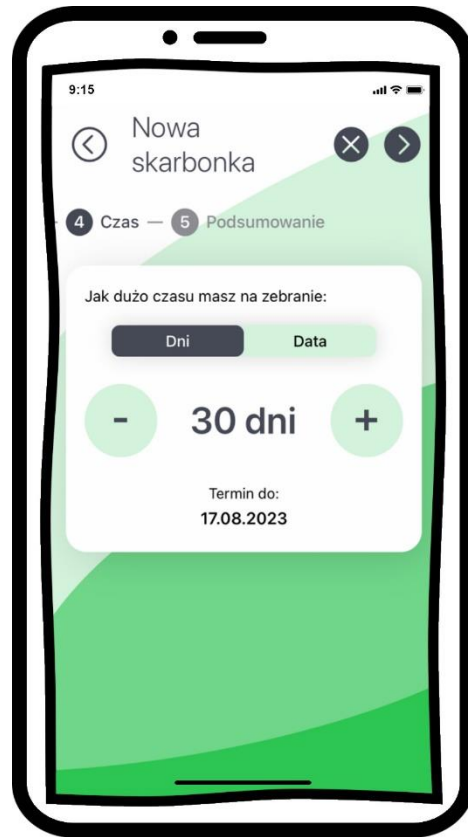 9:15
Nowa
skarbonka
4 Czas — 5 Podsumowanie
Jak dużo czasu masz na zebranie:
Dni Data
- 30 dni +
Termin do:
17.08.2023